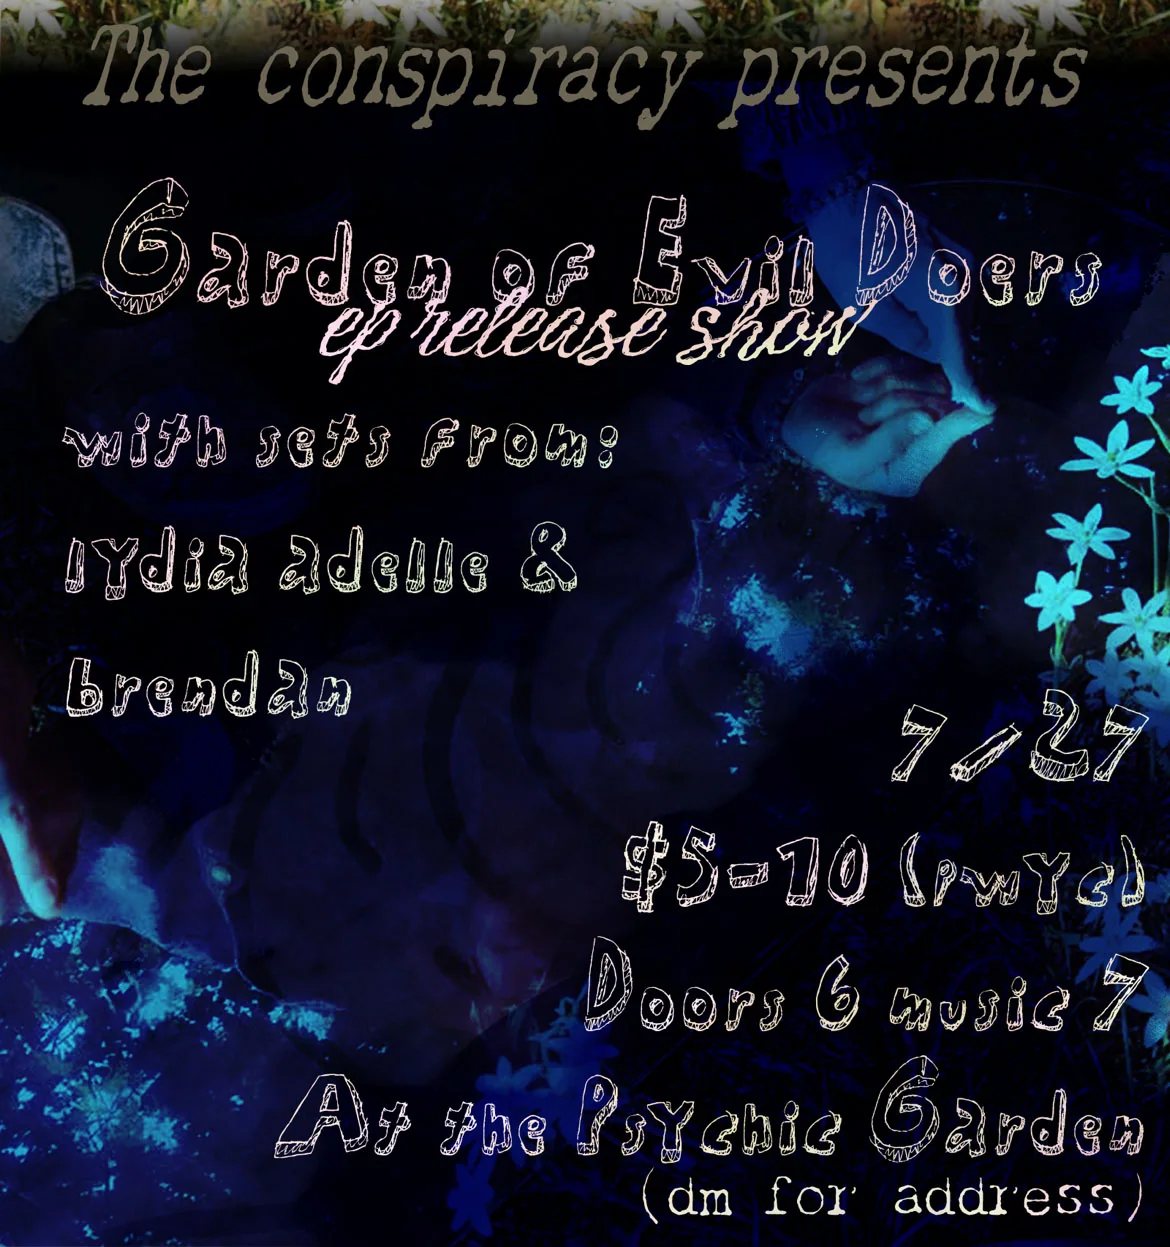 The conspiracy presents
Garden of Evil Doers
ep release show
with sets from:
lydia adelle &
brendan
7/27
$5-10 (pwyc)
Doors 6 music 7
At the Psychic Garden
(dm for address)